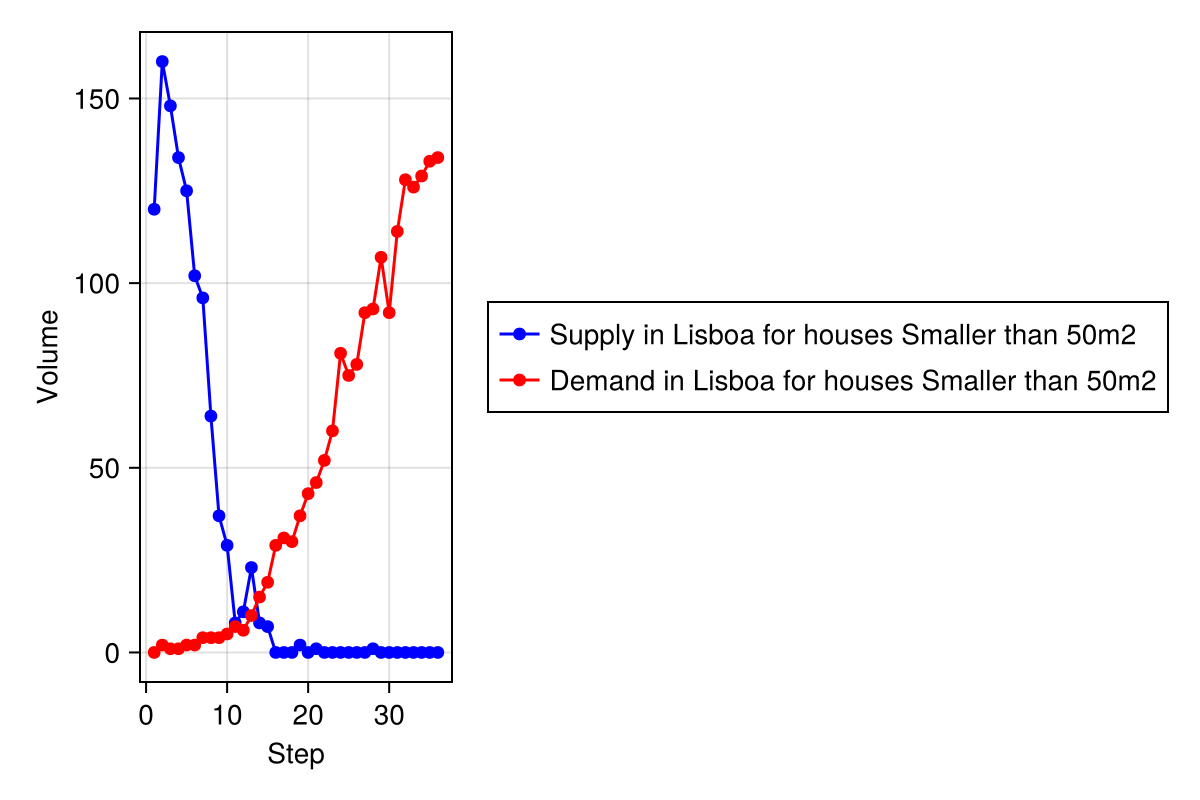 150
100
50
0
Volume
0 10 20 30
Step
Supply in Lisboa for houses Smaller than 50m2
Demand in Lisboa for houses Smaller than 50m2